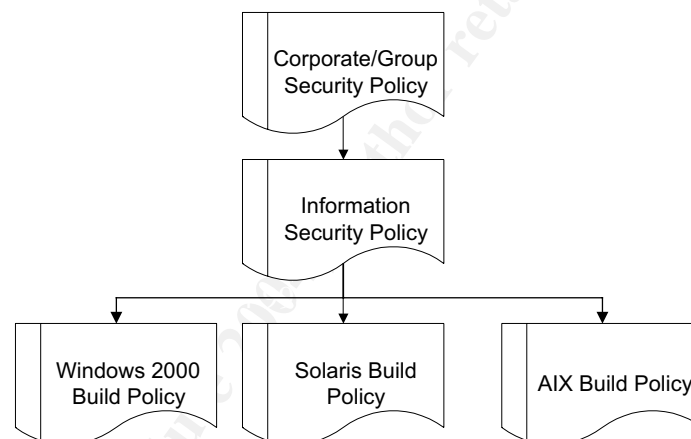 Corporate/Group
Security Policy
Information
Security Policy
Windows 2000
Build Policy
Solaris Build
Policy
AIX Build Policy